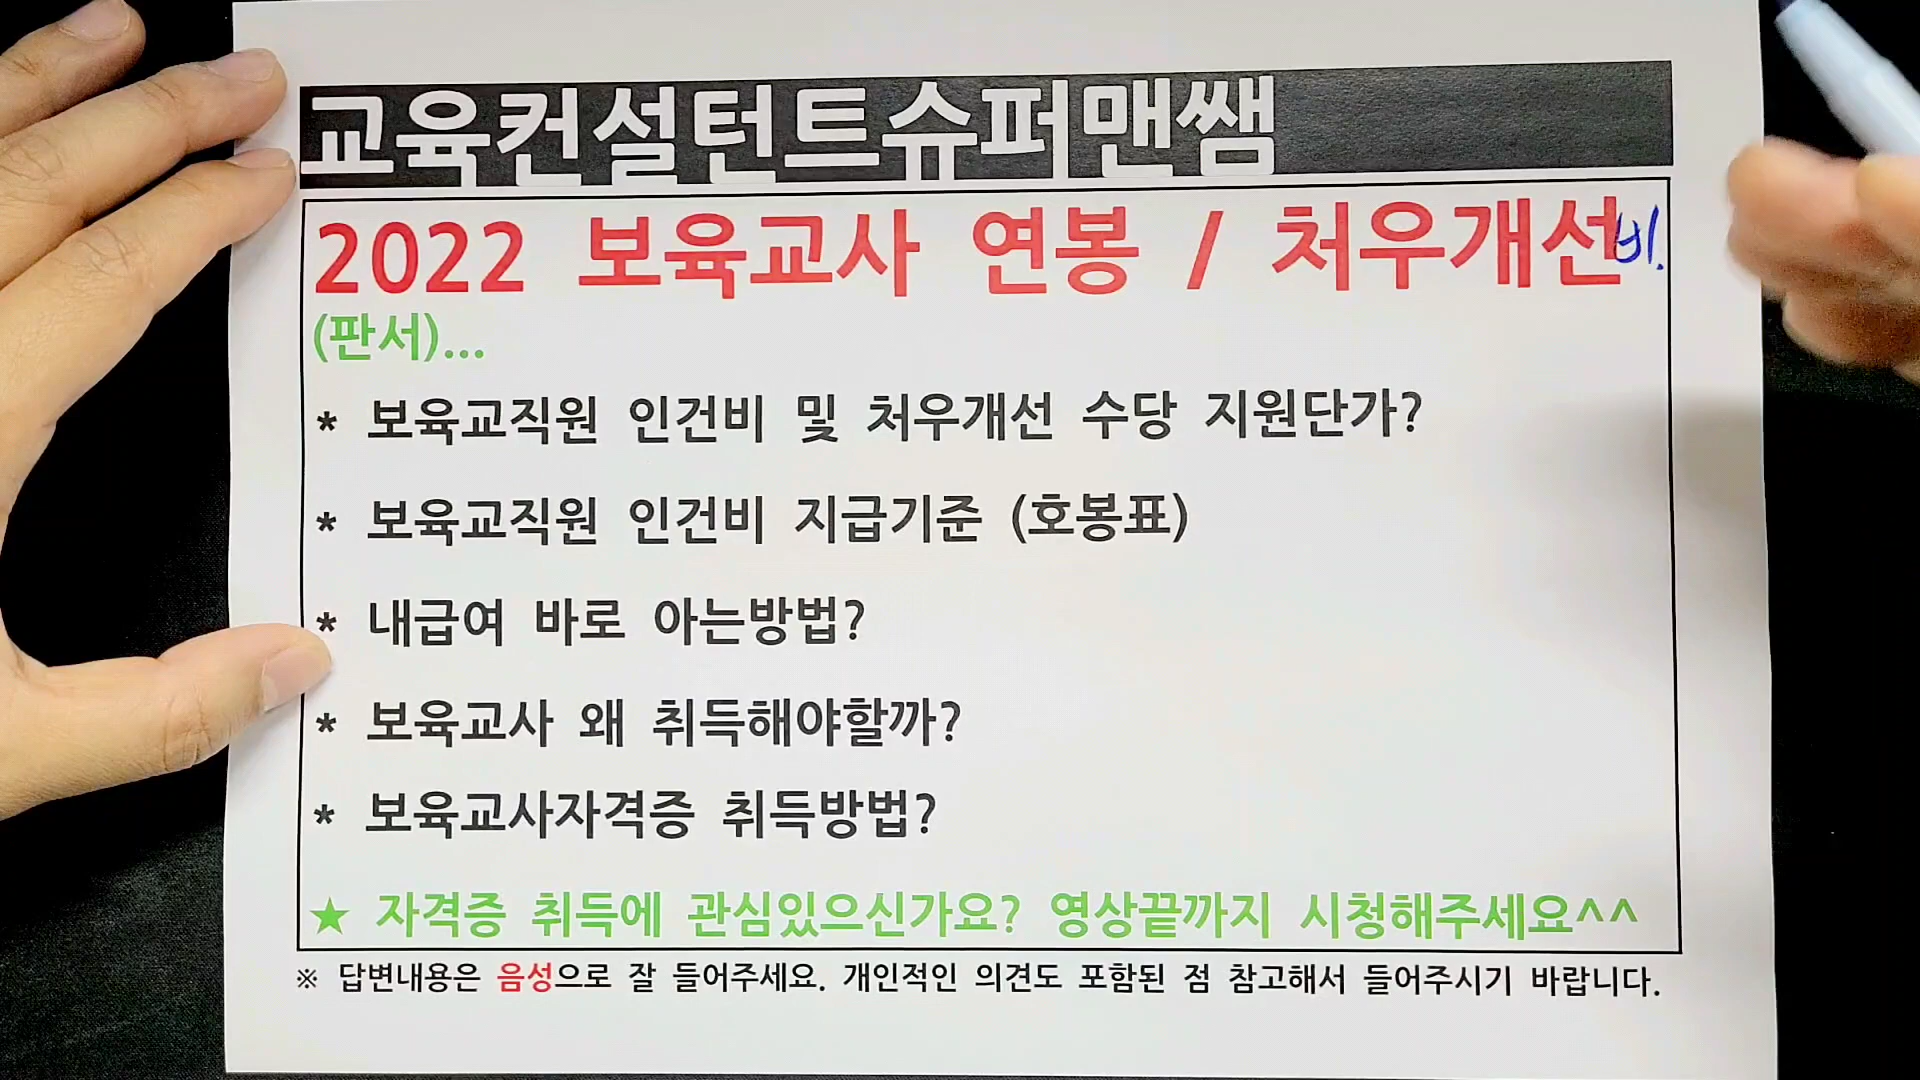 교육컨설턴트슈퍼맨쌤
2022 보육교사 연봉 / 처우개선비.
(판서)...
* 보육교직원 인건비 및 처우개선 수당 지원단가?
* 보육교직원 인건비 지급기준 (호봉표)
* 내급여 바로 아는방법?
* 보육교사 왜 취득해야할까?
* 보육교사자격증 취득방법?
★ 자격증 취득에 관심있으신가요? 영상끝까지 시청해주세요^^
※ 답변내용은 음성으로 잘 들어주세요. 개인적인 의견도 포함된 점 참고해서 들어주시기 바랍니다.